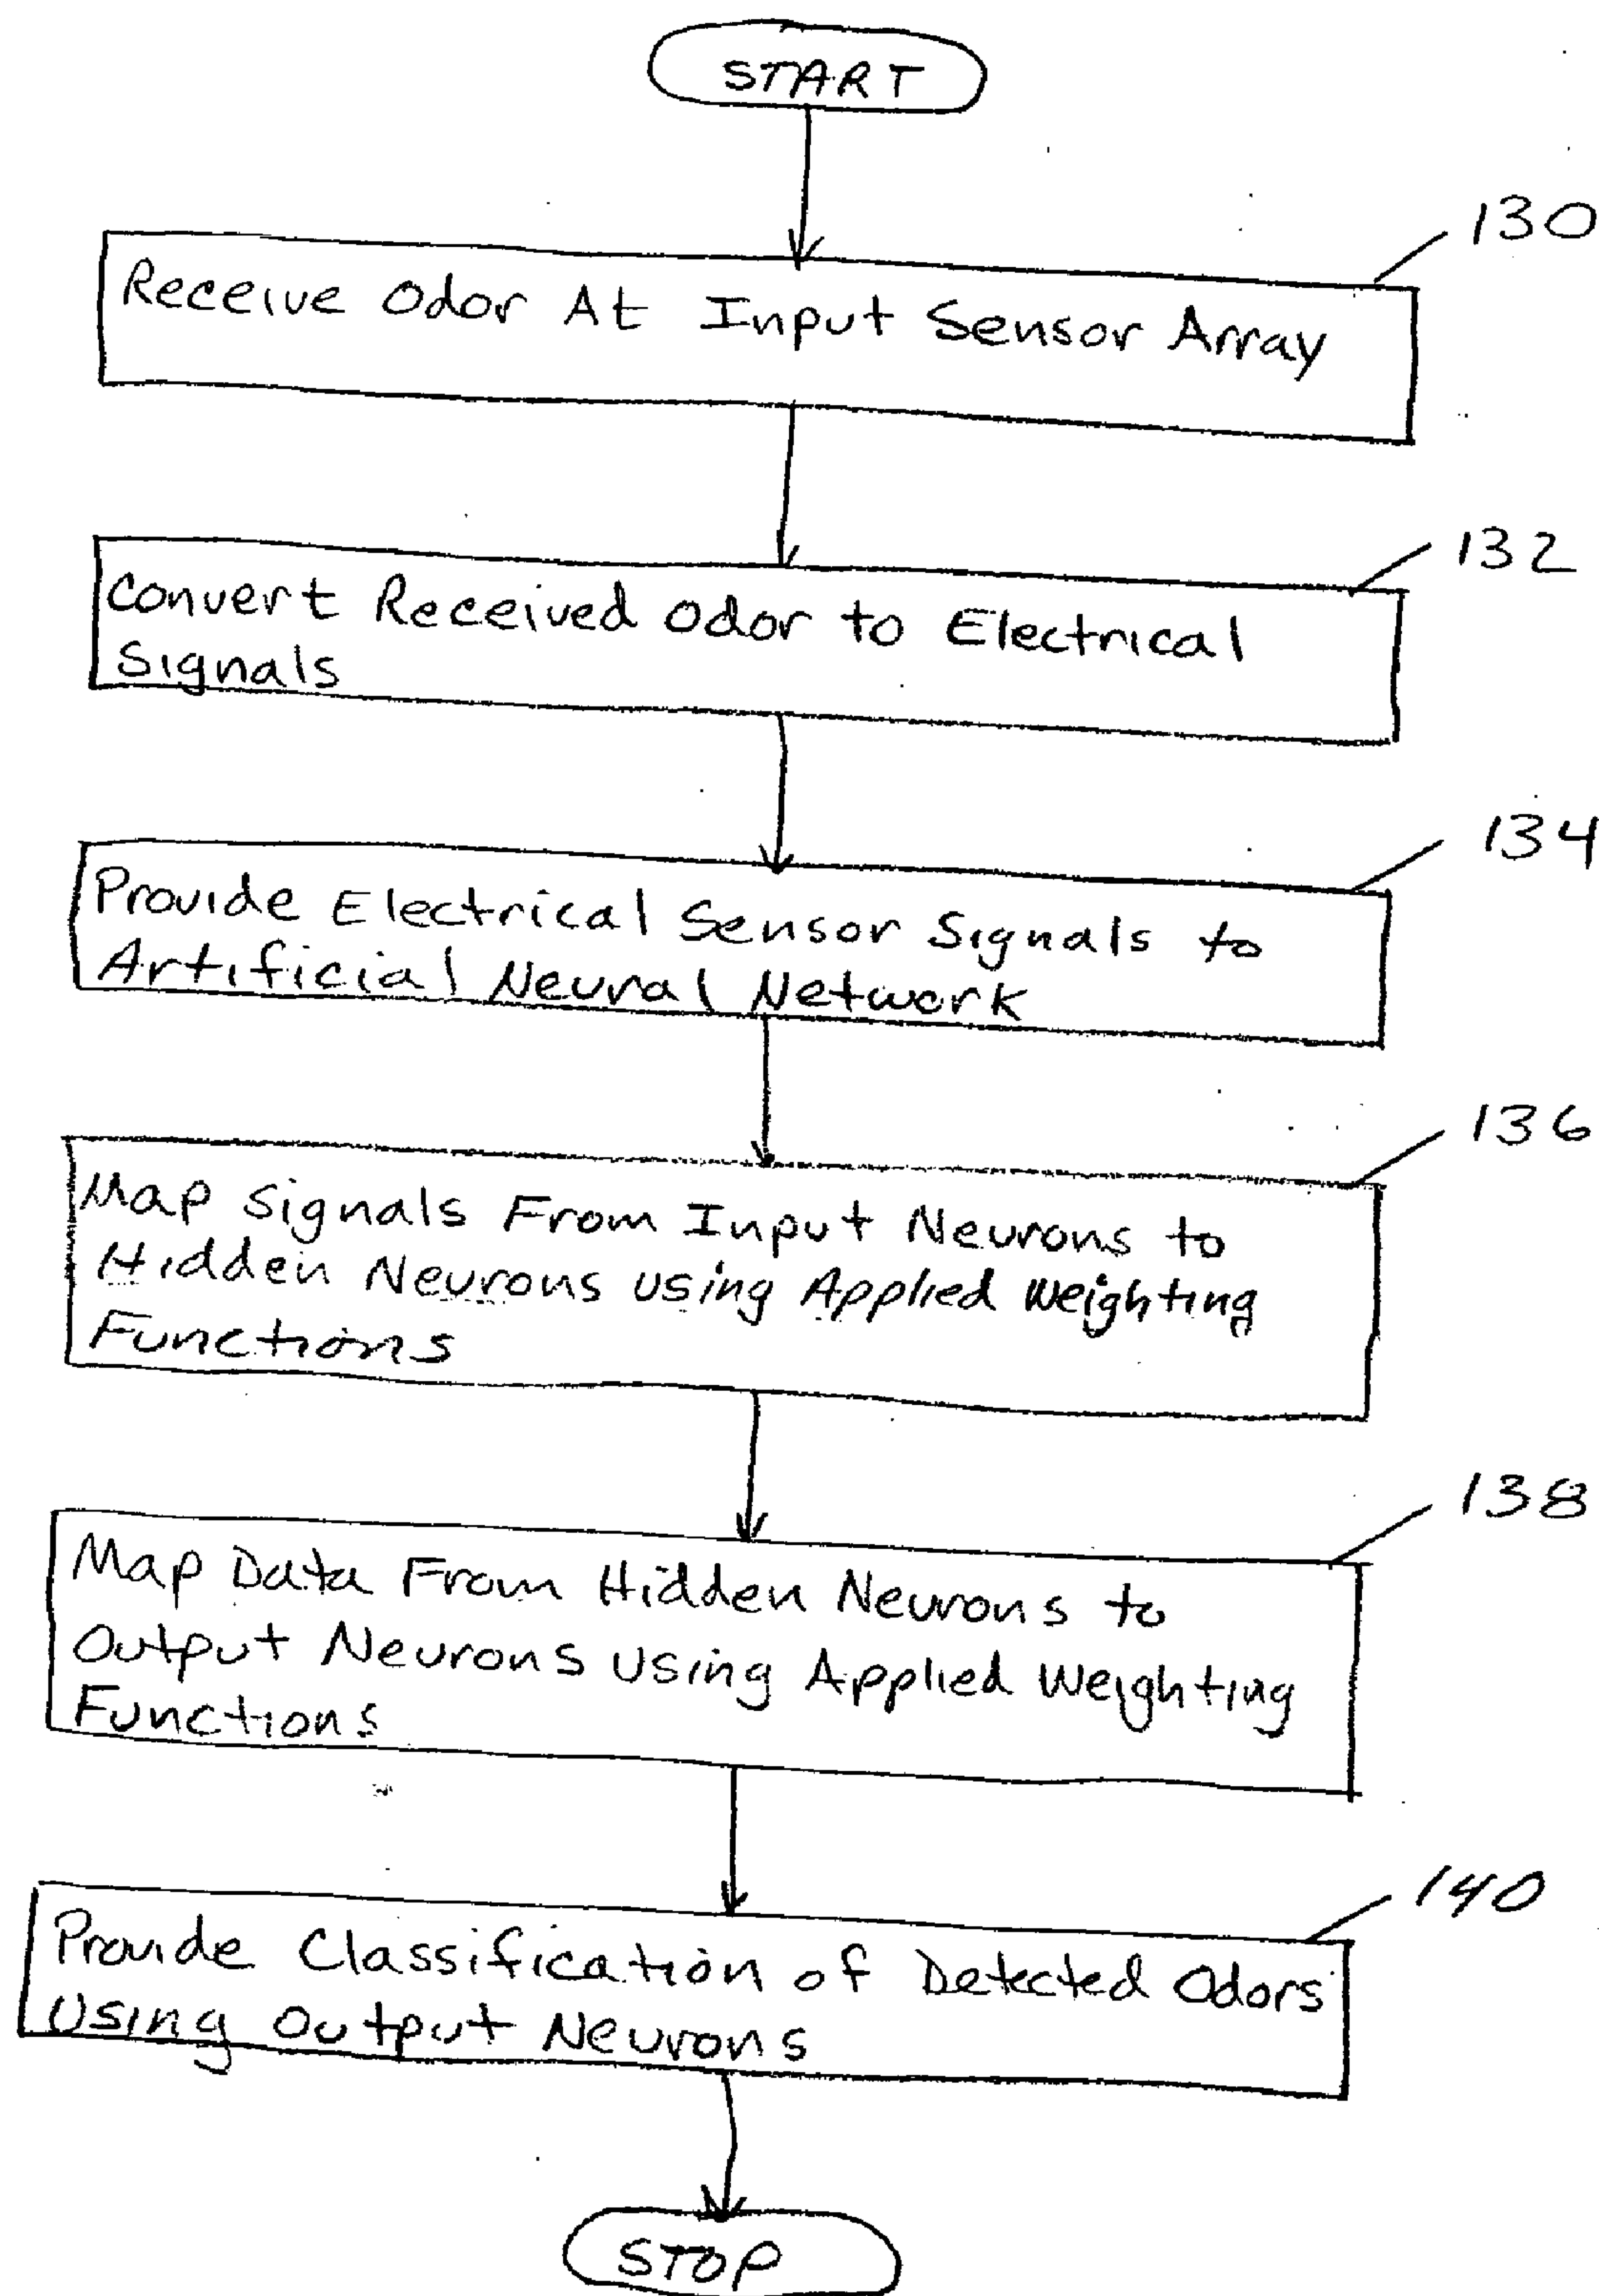 START
130
Receive Odor At Input Sensor Array
132
Convert Received Odor to Electrical
Signals
134
Provide Electrical Sensor Signals to
Artificial Neural Network
136
Map Signals From Input Neurons to
Hidden Neurons using Applied Weighting
Functions
138
Map Data From Hidden Neurons to
Output Neurons Using Applied Weighting
Functions
140
Provide Classification of Detected Odors
Using Output Neurons
STOP